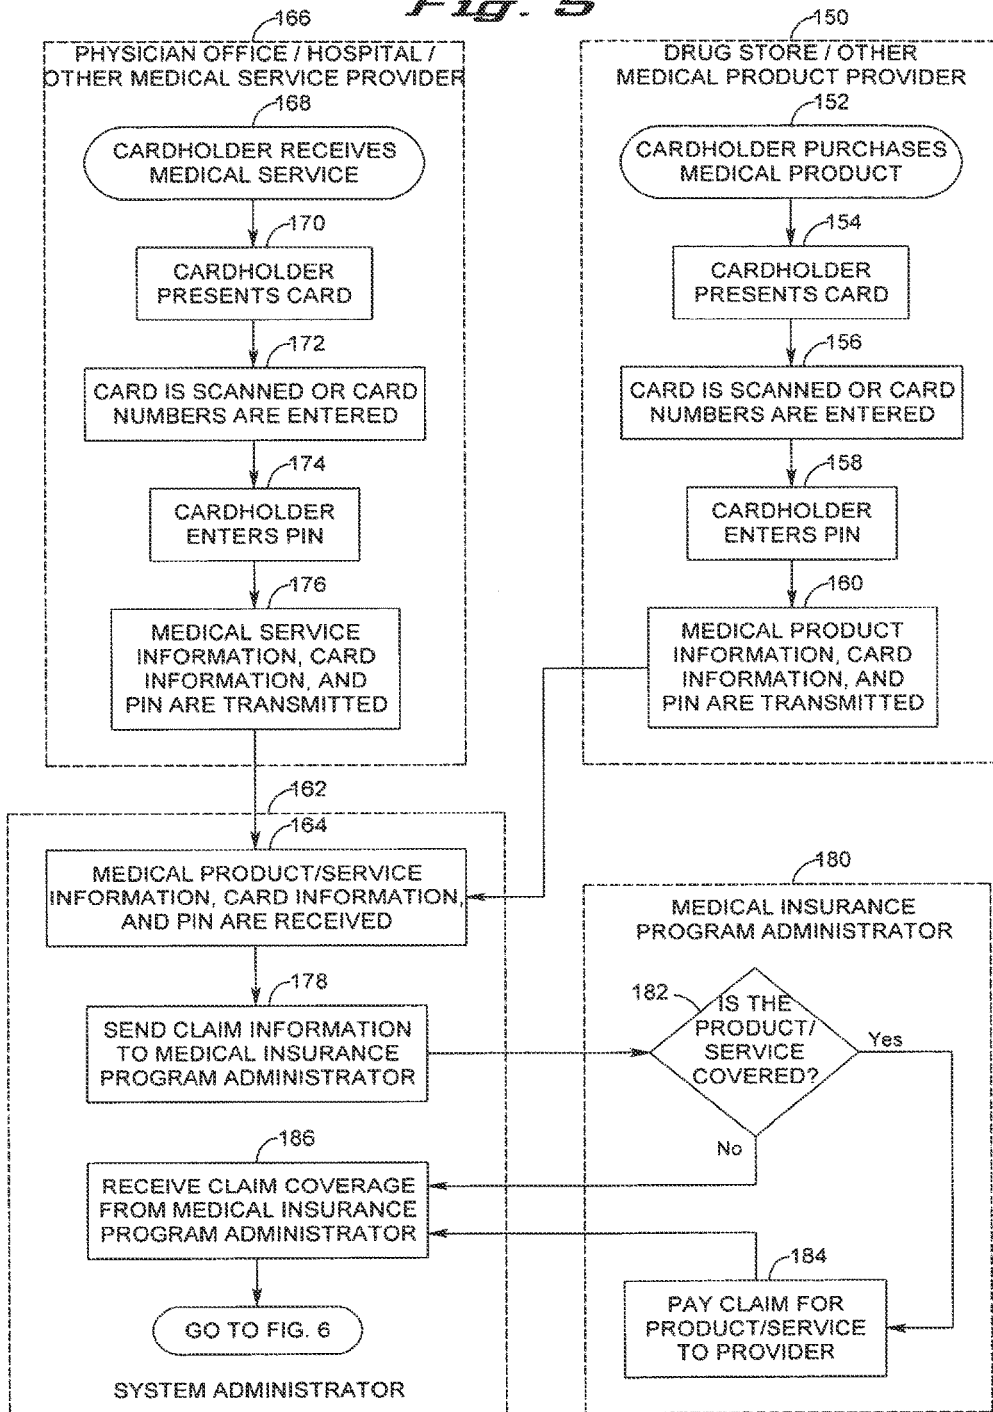 Fig. 5
166
PHYSICIAN OFFICE / HOSPITAL /
OTHER MEDICAL SERVICE PROVIDER
168
CARDHOLDER RECEIVES
MEDICAL SERVICE
170
CARDHOLDER
PRESENTS CARD
172
CARD IS SCANNED OR CARD
NUMBERS ARE ENTERED
174
CARDHOLDER
ENTERS PIN
176
MEDICAL SERVICE
INFORMATION, CARD
INFORMATION, AND
PIN ARE TRANSMITTED
150
DRUG STORE / OTHER
MEDICAL PRODUCT PROVIDER
152
CARDHOLDER PURCHASES
MEDICAL PRODUCT
154
CARDHOLDER
PRESENTS CARD
156
CARD IS SCANNED OR CARD
NUMBERS ARE ENTERED
158
CARDHOLDER
ENTERS PIN
160
MEDICAL PRODUCT
INFORMATION, CARD
INFORMATION, AND
PIN ARE TRANSMITTED
162
164
MEDICAL PRODUCT/SERVICE
INFORMATION, CARD INFORMATION,
AND PIN ARE RECEIVED
178
SEND CLAIM INFORMATION
TO MEDICAL INSURANCE
PROGRAM ADMINISTRATOR
186
RECEIVE CLAIM COVERAGE
FROM MEDICAL INSURANCE
PROGRAM ADMINISTRATOR
GO TO FIG. 6
SYSTEM ADMINISTRATOR
180
MEDICAL INSURANCE
PROGRAM ADMINISTRATOR
182
IS THE
PRODUCT/
SERVICE
COVERED?
Yes
No
184
PAY CLAIM FOR
PRODUCT/SERVICE
TO PROVIDER